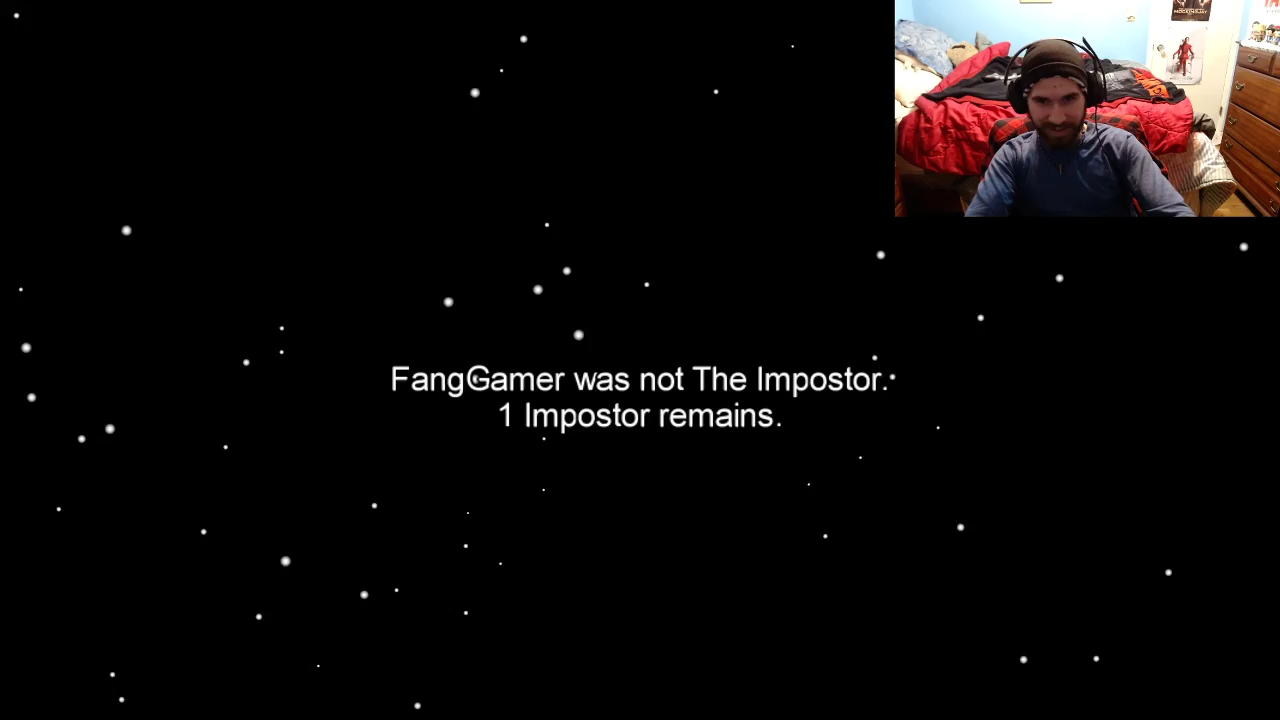 FangGamer was not The Impostor.
1 Impostor remains.